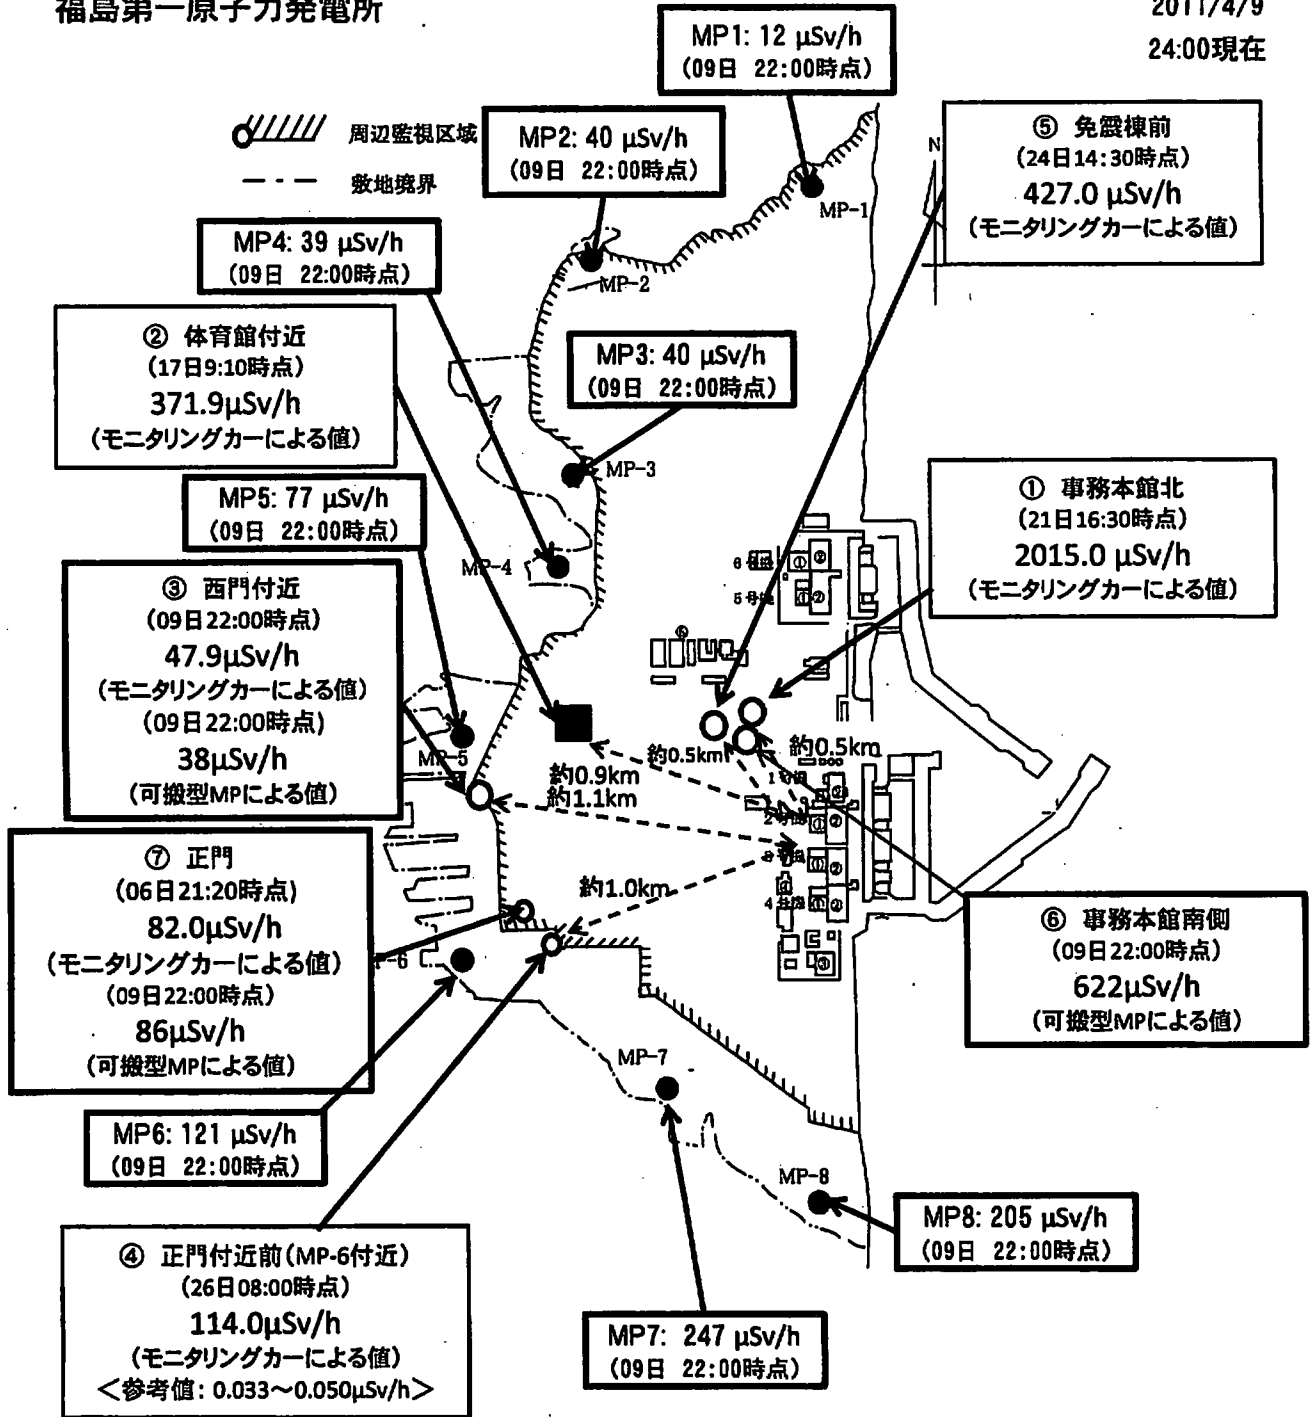 福島第一原子力発電所
2011/4/9
24:00現在
周辺監視区域
敷地境界
MP1: 12 μSv/h
(09日 22:00時点)
MP2: 40 μSv/h
(09日 22:00時点)
MP4: 39 μSv/h
(09日 22:00時点)
MP3: 40 μSv/h
(09日 22:00時点)
MP5: 77 μSv/h
(09日 22:00時点)
⑤ 免震棟前
(24日14:30時点)
427.0 μSv/h
(モニタリングカーによる値)
② 体育館付近
(17日9:10時点)
371.9μSv/h
(モニタリングカーによる値)
① 事務本館北
(21日16:30時点)
2015.0 μSv/h
(モニタリングカーによる値)
③ 西門付近
(09日22:00時点)
47.9μSv/h
(モニタリングカーによる値)
(09日22:00時点)
38μSv/h
(可搬型MPによる値)
⑦ 正門
(06日21:20時点)
82.0μSv/h
(モニタリングカーによる値)
(09日22:00時点)
86μSv/h
(可搬型MPによる値)
⑥ 事務本館南側
(09日22:00時点)
622μSv/h
(可搬型MPによる値)
MP6: 121 μSv/h
(09日 22:00時点)
④ 正門付近前(MP-6付近)
(26日08:00時点)
114.0μSv/h
(モニタリングカーによる値)
<参考値: 0.033～0.050μSv/h>
MP7: 247 μSv/h
(09日 22:00時点)
MP8: 205 μSv/h
(09日 22:00時点)
N
MP-1
MP-2
MP-3
MP-4
MP-5
-6
MP-7
MP-8
約0.5km
約0.5km
約0.9km
約1.1km
約1.0km